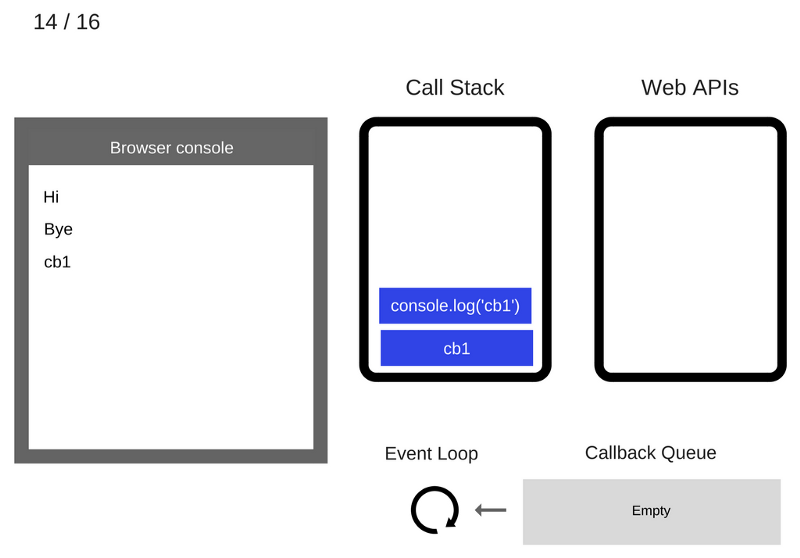 14 / 16
Call Stack
Web APIs
Browser console
Hi
Bye
cb1
console.log('cb1')
cb1
Event Loop
Callback Queue
Empty